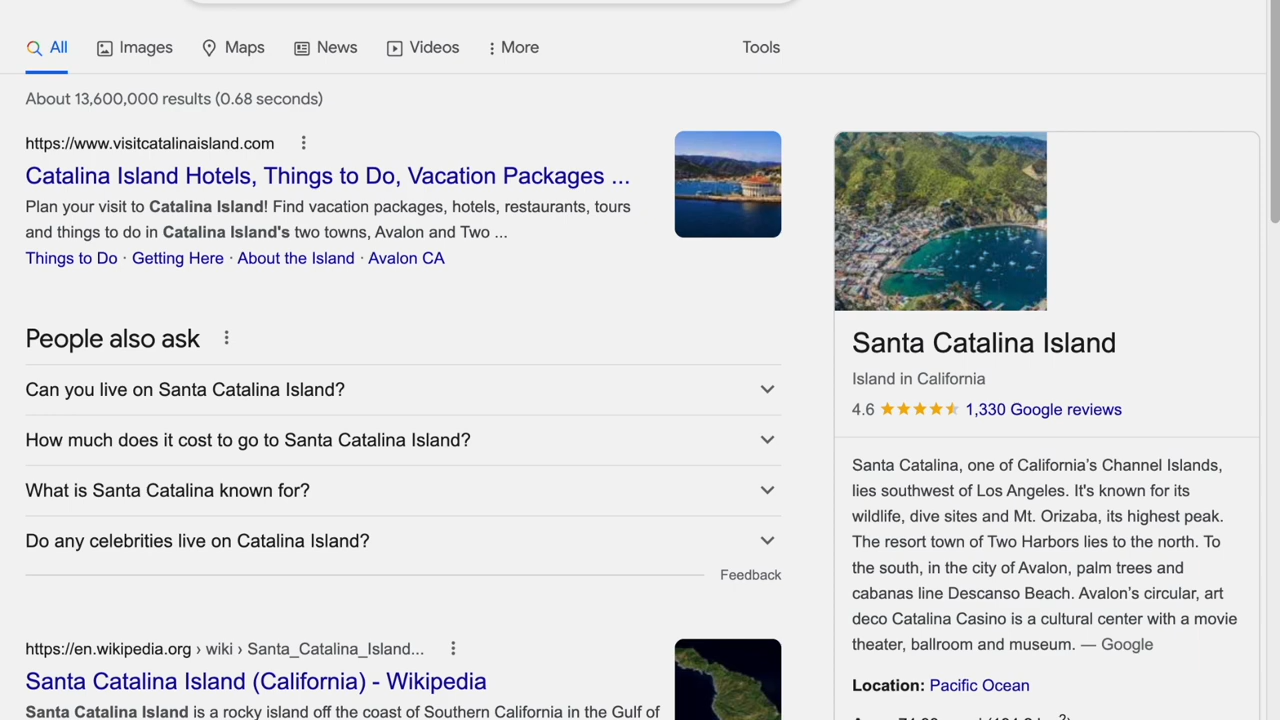 All Images Maps News Videos More Tools
About 13,600,000 results (0.68 seconds)
https://www.visitcatalinaisland.com
Catalina Island Hotels, Things to Do, Vacation Packages ...
Plan your visit to Catalina Island! Find vacation packages, hotels, restaurants, tours
and things to do in Catalina Island's two towns, Avalon and Two ...
Things to Do · Getting Here · About the Island · Avalon CA
People also ask
Can you live on Santa Catalina Island?
How much does it cost to go to Santa Catalina Island?
What is Santa Catalina known for?
Do any celebrities live on Catalina Island?
Feedback
https://en.wikipedia.org › wiki › Santa_Catalina_Island...
Santa Catalina Island (California) - Wikipedia
Santa Catalina Island is a rocky island off the coast of Southern California in the Gulf of
Santa Catalina Island
Island in California
4.6 1,330 Google reviews
Santa Catalina, one of California's Channel Islands,
lies southwest of Los Angeles. It's known for its
wildlife, dive sites and Mt. Orizaba, its highest peak.
The resort town of Two Harbors lies to the north. To
the south, in the city of Avalon, palm trees and
cabanas line Descanso Beach. Avalon's circular, art
deco Catalina Casino is a cultural center with a movie
theater, ballroom and museum. — Google
Location: Pacific Ocean